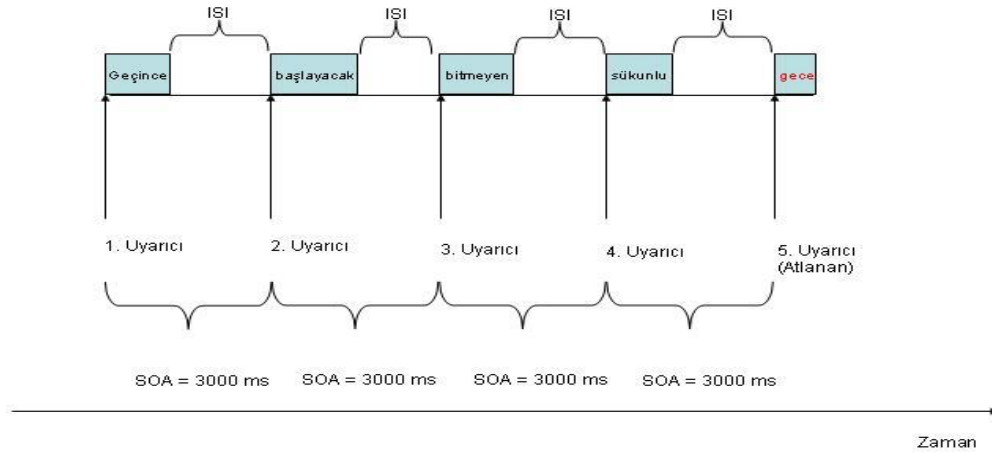 ISI ISI ISI ISI
Geçince başlayacak bitmeyen sükunlu gece
1. Uyarıcı 2. Uyarıcı 3. Uyarıcı 4. Uyarıcı 5. Uyarıcı
(Atlanan)
SOA = 3000 ms SOA = 3000 ms SOA = 3000 ms SOA = 3000 ms
Zaman